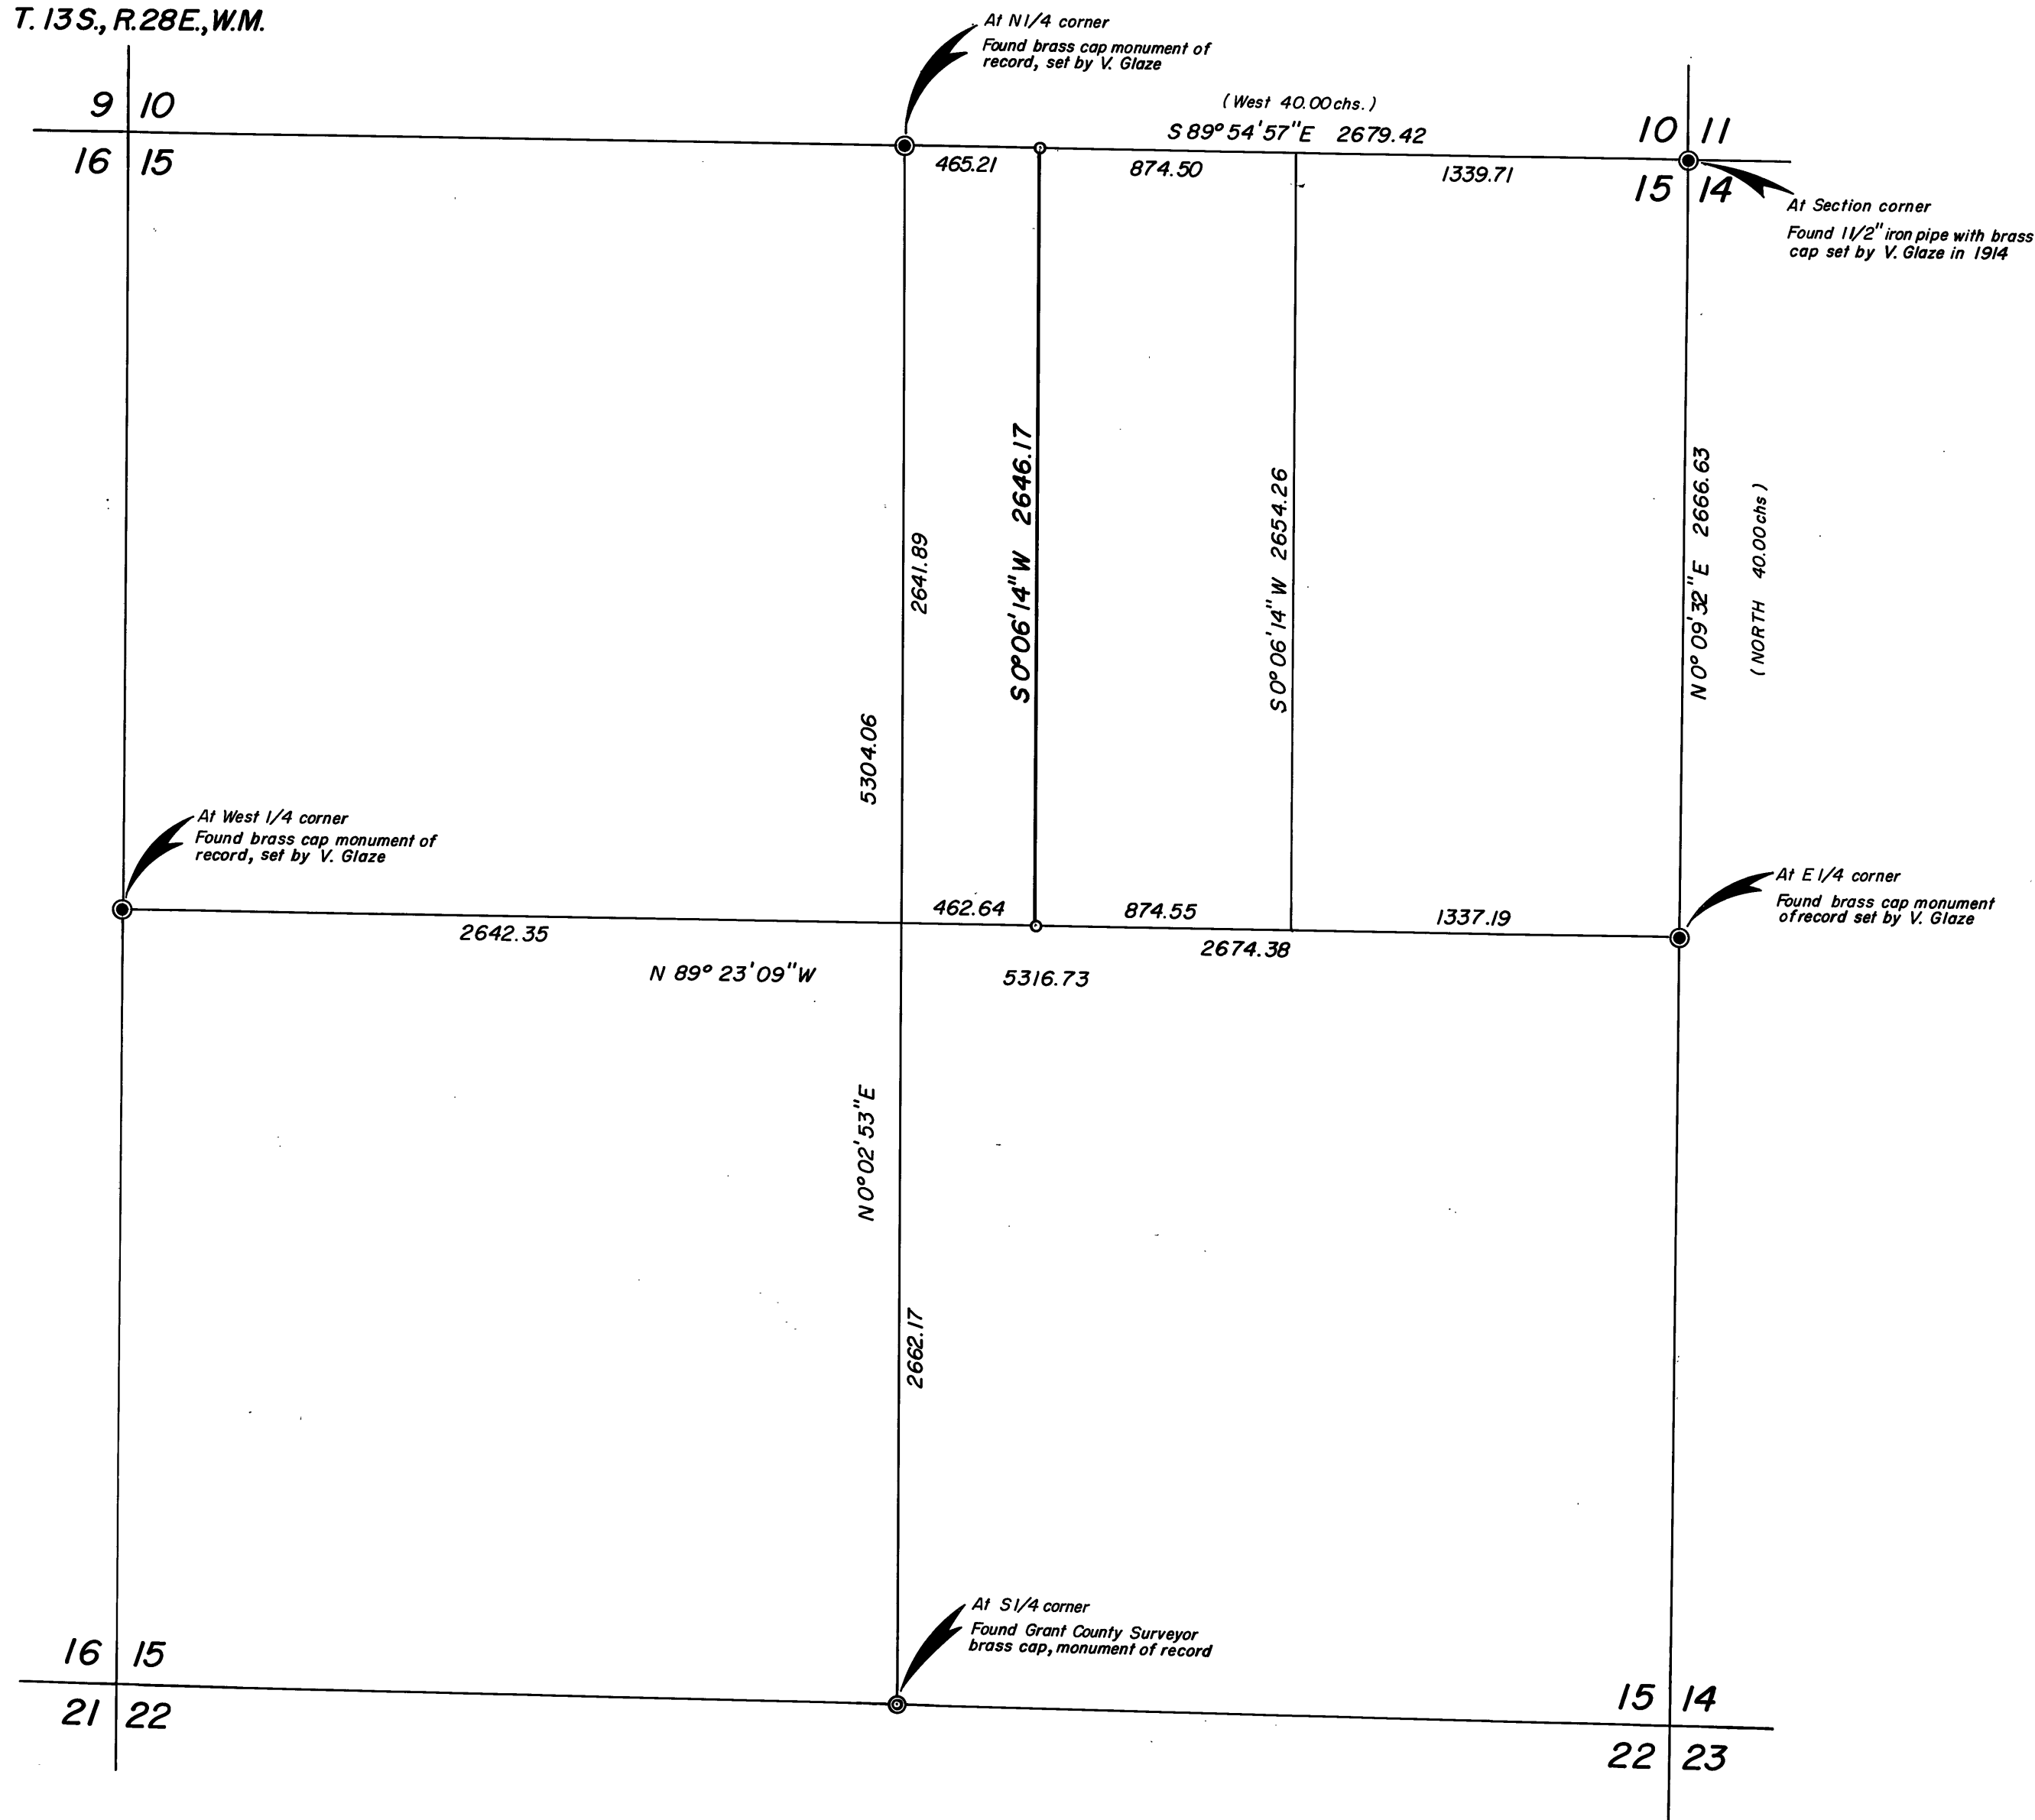 T. 13 S., R. 28 E., W.M.
At N 1/4 corner
Found brass cap monument of
record, set by V. Glaze
9 10
16 15
(West 40.00 chs.)
S 89° 54' 57" E 2679.42
10 11
15 14
465.21
874.50
1339.71
At Section corner
Found 1 1/2" iron pipe with brass
cap set by V. Glaze in 1914
2641.89
5304.06
S 0° 06' 14" W 2646.17
S 0° 06' 14" W 2654.26
N 0° 09' 32" E 2666.63
(NORTH 40.00 chs)
At West 1/4 corner
Found brass cap monument of
record, set by V. Glaze
At E 1/4 corner
Found brass cap monument
of record set by V. Glaze
462.64
874.55
1337.19
2642.35
2674.38
N 89° 23' 09" W
5316.73
N 0° 02' 53" E
2662.17
At S 1/4 corner
Found Grant County Surveyor
brass cap, monument of record
16 15
21 22
15 14
22 23